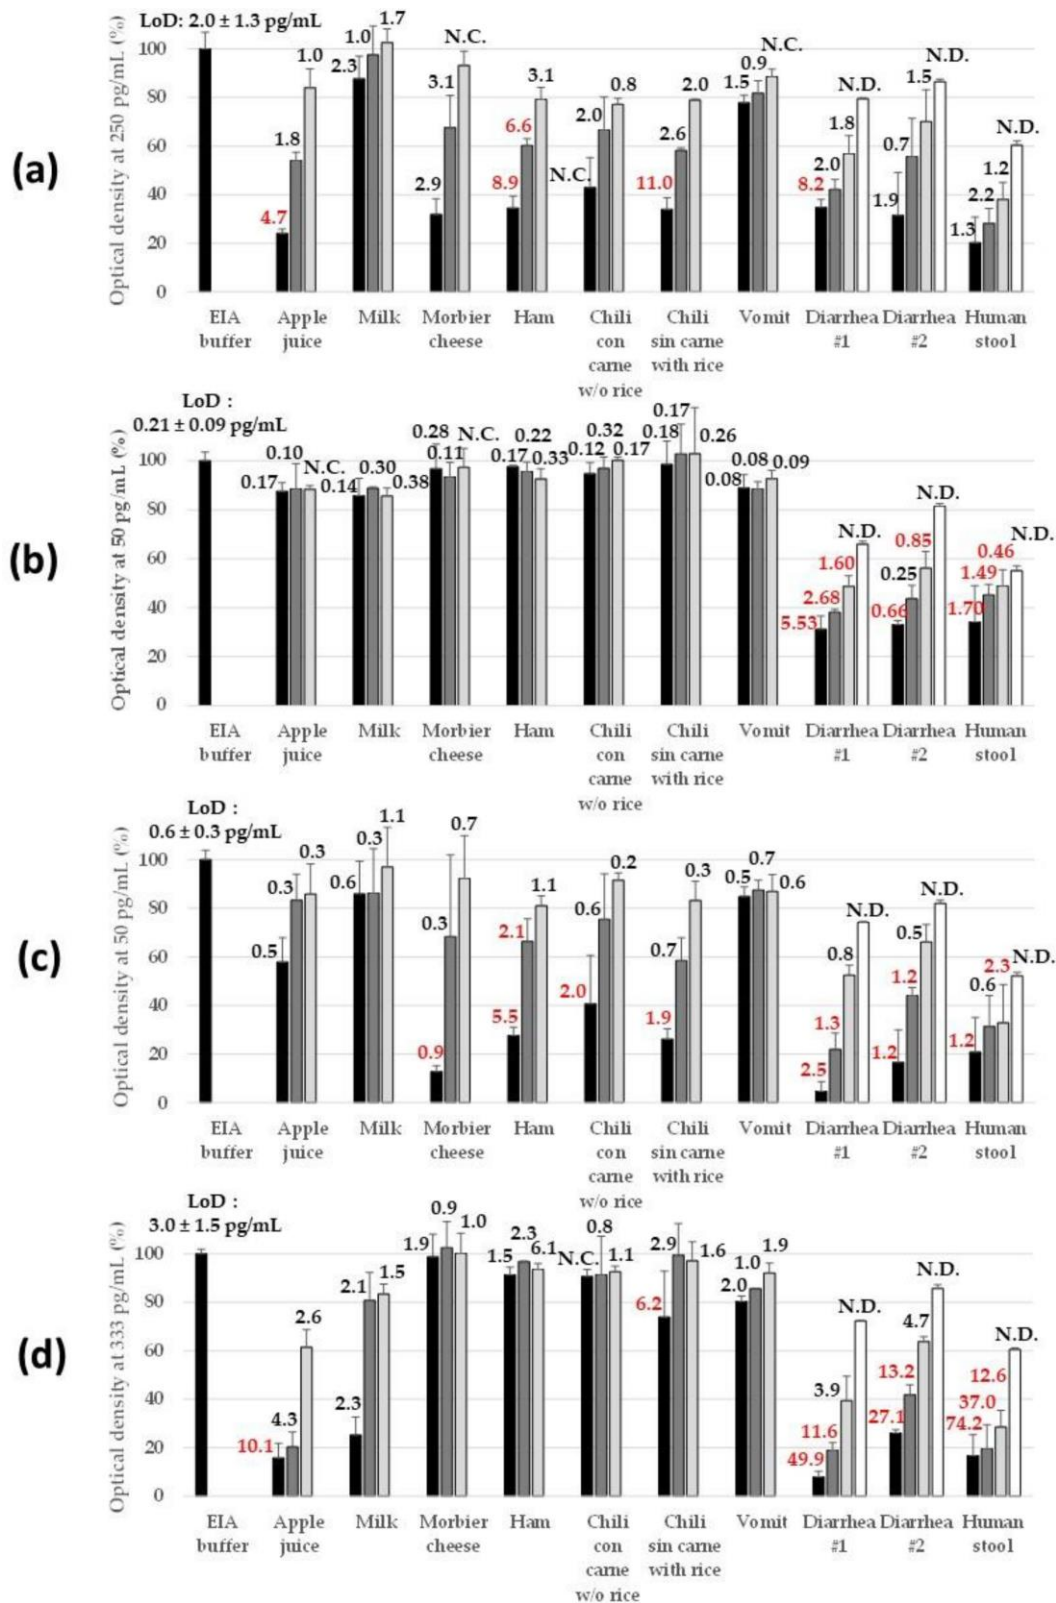 (a)
Optical density at 250 pg/mL (%)
LoD: 2.0 ± 1.3 pg/mL
100
80
60
40
20
0
4.7 1.8 1.0
2.3 1.0 1.7
2.9 3.1 N.C.
8.9 6.6 3.1
N.C. 2.0 0.8
11.0 2.6 2.0
1.5 0.9 N.C.
8.2 2.0 1.8 N.D.
1.9 0.7 1.5 N.D.
1.3 2.2 1.2 N.D.
EIA Apple Milk Morbier Ham Chili Chili Vomit Diarrhea Diarrhea Human
buffer juice cheese con sin carne #1 #2 stool
carne with rice
w/o rice
(b)
Optical density at 50 pg/mL (%)
LoD :
0.21 ± 0.09 pg/mL
100
80
60
40
20
0
0.17 0.10 N.C.
0.14 0.30 0.38
0.28 0.11 N.C.
0.17 0.22 0.33
0.12 0.32 0.17
0.18 0.17 0.26
0.08 0.08 0.09
5.53 2.68 1.60 N.D.
0.66 0.25 0.85 N.D.
1.70 1.49 0.46 N.D.
EIA Apple Milk Morbier Ham Chili Chili Vomit Diarrhea Diarrhea Human
buffer juice cheese con sin carne #1 #2 stool
carne with rice
w/o rice
(c)
Optical density at 50 pg/mL (%)
LoD :
0.6 ± 0.3 pg/mL
100
80
60
40
20
0
0.5 0.3 0.3
0.6 0.3 1.1
0.9 0.3 0.7
5.5 2.1 1.1
2.0 0.6 0.2
1.9 0.7 0.3
0.5 0.7 0.6
2.5 1.3 0.8 N.D.
1.2 1.2 0.5 N.D.
1.2 0.6 2.3 N.D.
EIA Apple Milk Morbier Ham Chili Chili Vomit Diarrhea Diarrhea Human
buffer juice cheese con sin carne #1 #2 stool
carne with rice
w/o rice
(d)
Optical density at 333 pg/mL (%)
LoD :
3.0 ± 1.5 pg/mL
100
80
60
40
20
0
10.1 4.3 2.6
2.3 2.1 1.5
1.9 0.9 1.0
1.5 2.3 6.1
N.C. 0.8 1.1
6.2 2.9 1.6
2.0 1.0 1.9
49.9 11.6 3.9 N.D.
27.1 13.2 4.7 N.D.
74.2 37.0 12.6 N.D.
EIA Apple Milk Morbier Ham Chili Chili Vomit Diarrhea Diarrhea Human
buffer juice cheese con sin carne #1 #2 stool
carne with rice
w/o rice